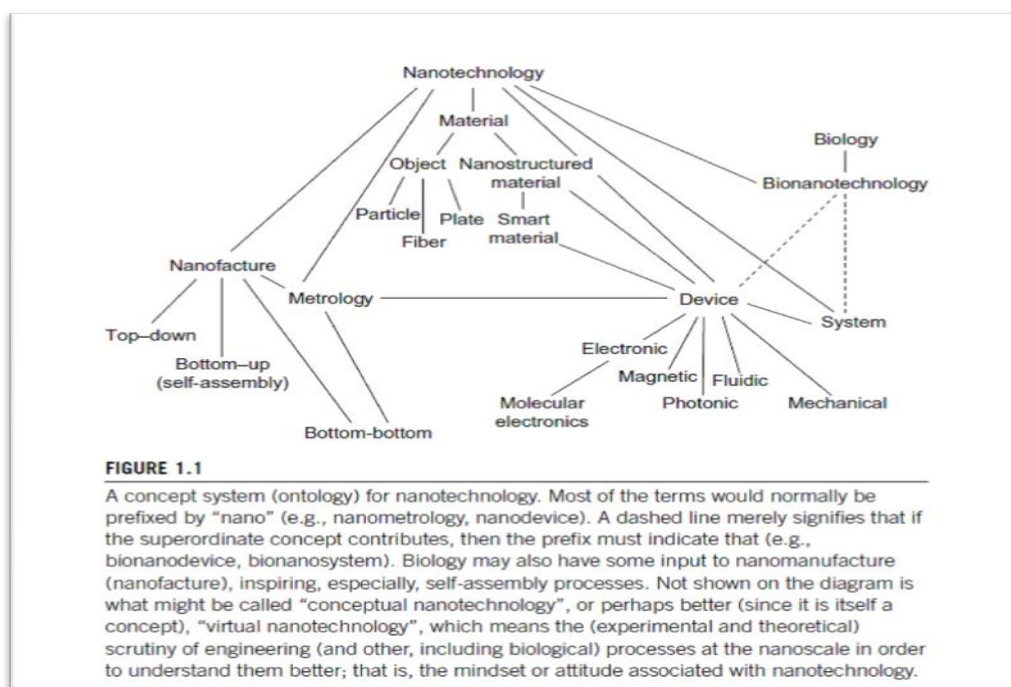 Nanotechnology
Material
Biology
Object Nanostructured
material
Bionanotechnology
Particle
Plate
Smart
material
Fiber
Nanofacture
Metrology
Device
System
Top–down
Bottom–up
(self-assembly)
Electronic
Magnetic
Fluidic
Molecular
electronics
Photonic
Mechanical
Bottom-bottom
FIGURE 1.1
A concept system (ontology) for nanotechnology. Most of the terms would normally be
prefixed by “nano” (e.g., nanometrology, nanodevice). A dashed line merely signifies that if
the superordinate concept contributes, then the prefix must indicate that (e.g.,
bionanodevice, bionanosystem). Biology may also have some input to nanomanufacture
(nanofacture), inspiring, especially, self-assembly processes. Not shown on the diagram is
what might be called “conceptual nanotechnology”, or perhaps better (since it is itself a
concept), “virtual nanotechnology”, which means the (experimental and theoretical)
scrutiny of engineering (and other, including biological) processes at the nanoscale in order
to understand them better; that is, the mindset or attitude associated with nanotechnology.